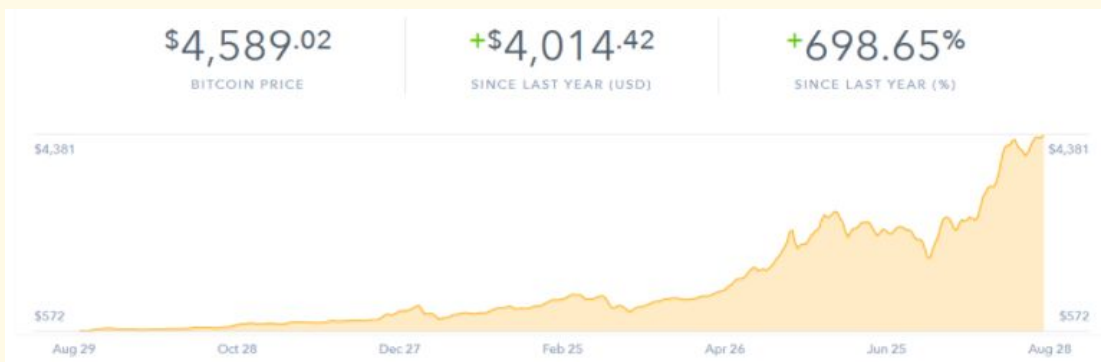 $4,589.02 +$4,014.42 +698.65%
BITCOIN PRICE SINCE LAST YEAR (USD) SINCE LAST YEAR (%)
$4,381 $4,381
$572 $572
Aug 29 Oct 28 Dec 27 Feb 25 Apr 26 Jun 25 Aug 28